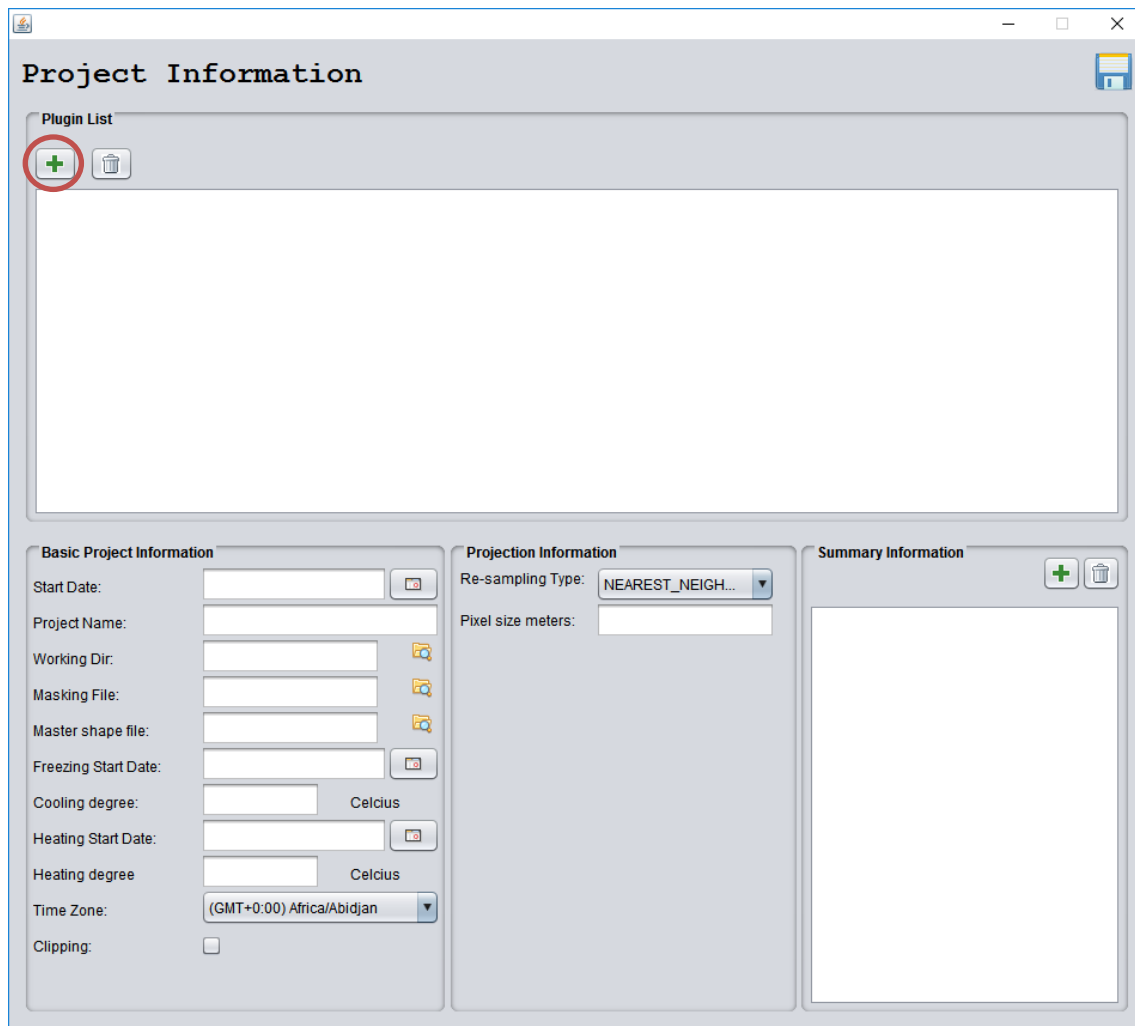 Project Information
Plugin List
Basic Project Information
Start Date:
Project Name:
Working Dir:
Masking File:
Master shape file:
Freezing Start Date:
Cooling degree: Celcius
Heating Start Date:
Heating degree Celcius
Time Zone: (GMT+0:00) Africa/Abidjan
Clipping:
Projection Information
Re-sampling Type: NEAREST_NEIGH...
Pixel size meters:
Summary Information